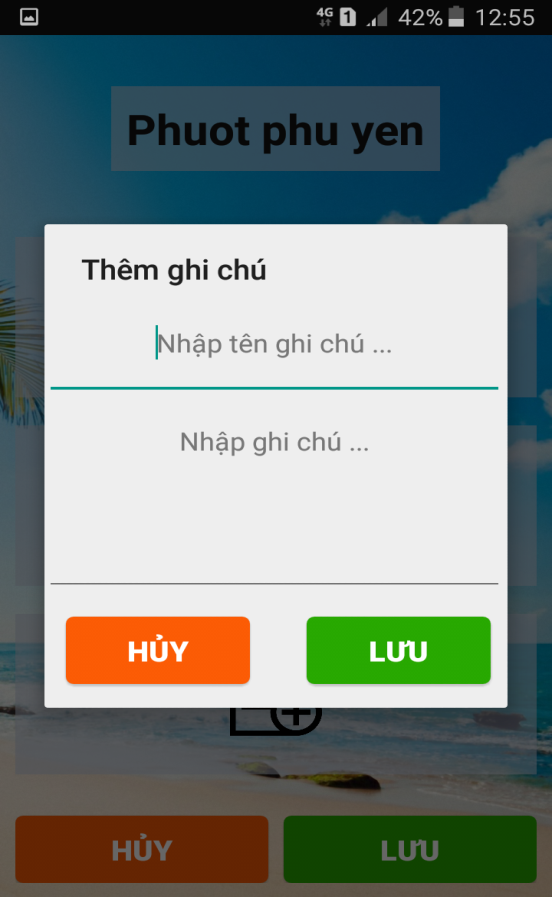 4G 1 42% 12:55
Phuot phu yen
Thêm ghi chú
Nhập tên ghi chú ...
Nhập ghi chú ...
HỦY LƯU
HỦY LƯU